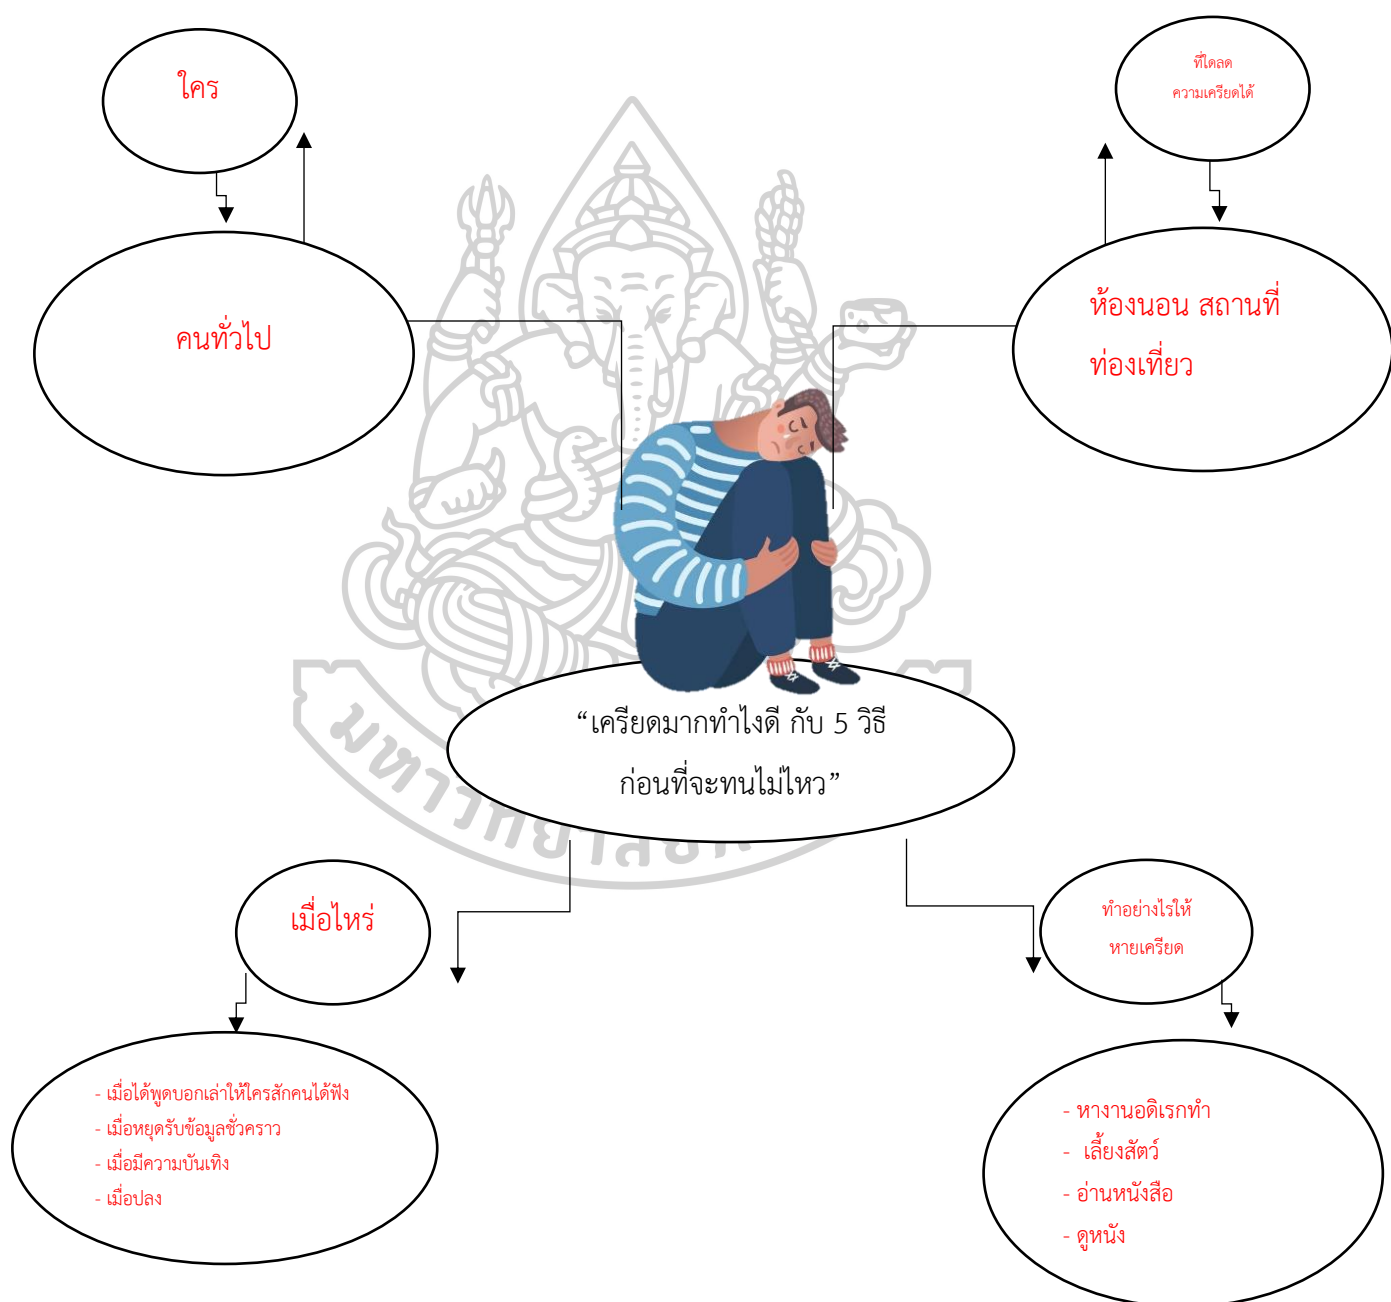 ใคร
ที่ใดลด
ความเครียดได้
คนทั่วไป
ห้องนอน สถานที่
ท่องเที่ยว
“เครียดมากทำไงดี กับ 5 วิธี
ก่อนที่จะทนไม่ไหว”
มหาวิทยาลัย
เมื่อไหร่
ทำอย่างไรให้
หายเครียด
- เมื่อได้พูดบอกเล่าให้ใครสักคนได้ฟัง
- เมื่อหยุดรับข้อมูลชั่วคราว
- เมื่อมีความบันเทิง
- เมื่อปลง
- หางานอดิเรกทำ
- เลี้ยงสัตว์
- อ่านหนังสือ
- ดูหนัง